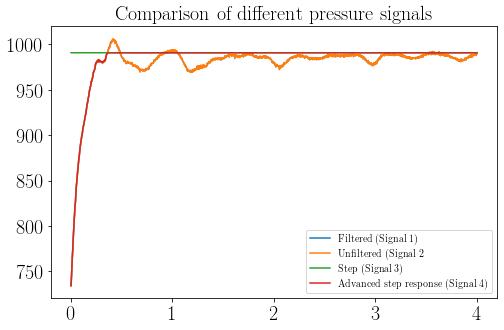 Comparison of different pressure signals
1000
950
900
850
800
750
Filtered (Signal 1)
Unfiltered (Signal 2
Step (Signal 3)
Advanced step response (Signal 4)
0 1 2 3 4